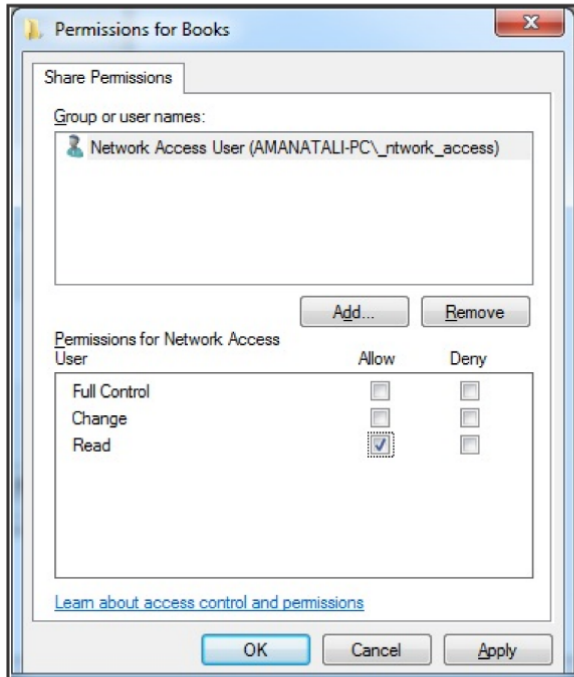 Permissions for Books
Share Permissions
Group or user names:
Network Access User (AMANATALI-PC\_ntwork_access)
Add...
Remove
Permissions for Network Access
User
Allow
Deny
Full Control
Change
Read
Learn about access control and permissions
OK
Cancel
Apply